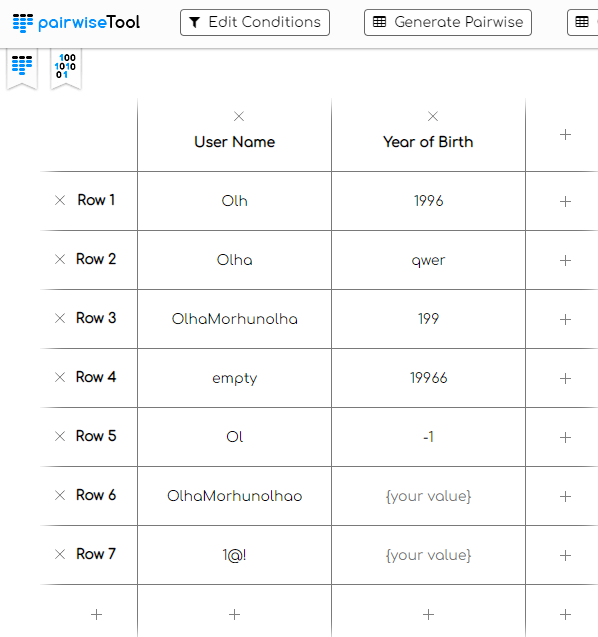 pairwiseTool Edit Conditions Generate Pairwise
100
1010
01
User Name Year of Birth
Row 1 Olh 1996
Row 2 Olha qwer
Row 3 OlhaMorhunolha 199
Row 4 empty 19966
Row 5 Ol -1
Row 6 OlhaMorhunolhao {your value}
Row 7 1@! {your value}